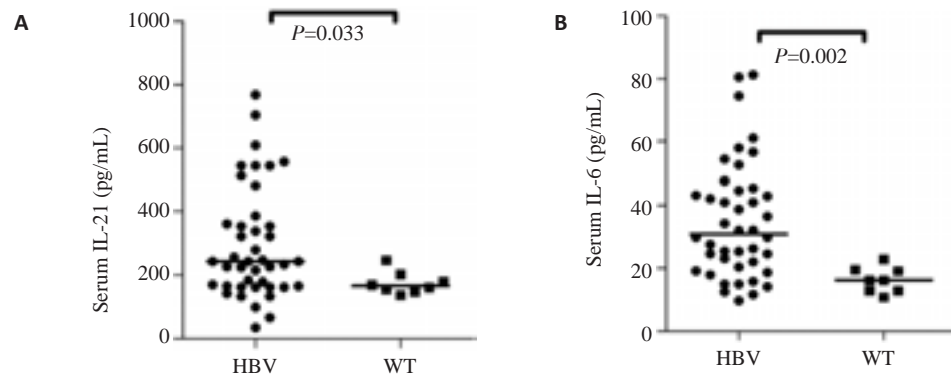 A
Serum IL-21 (pg/mL)
1000
800
600
400
200
0
P=0.033
HBV
WT
B
Serum IL-6 (pg/mL)
100
80
60
40
20
0
P=0.002
HBV
WT